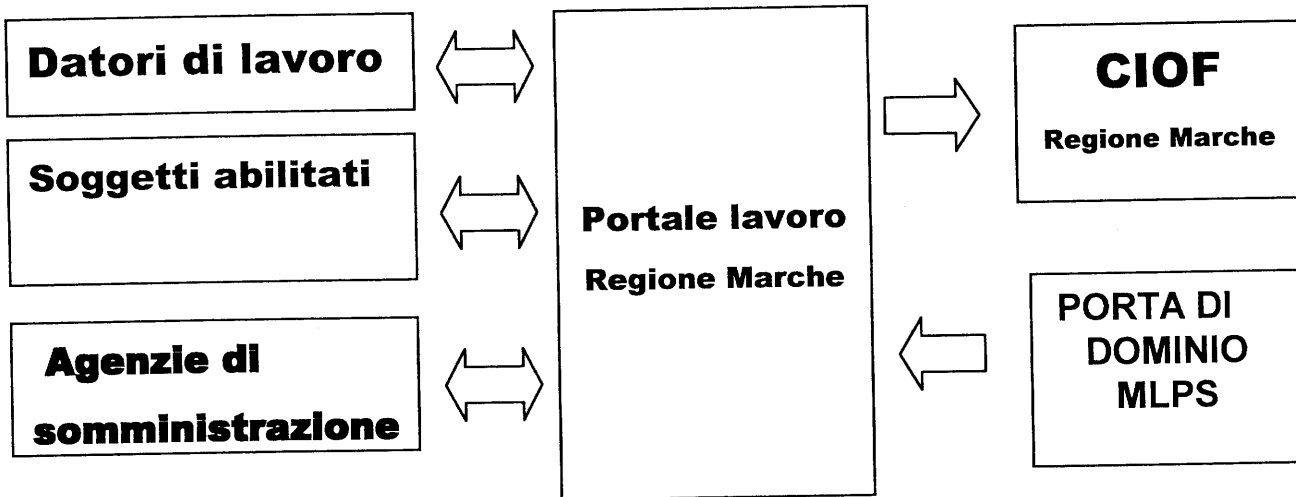 Datori di lavoro
Soggetti abilitati
Agenzie di
somministrazione
Portale lavoro
Regione Marche
CIOF
Regione Marche
PORTA DI
DOMINIO
MLPS